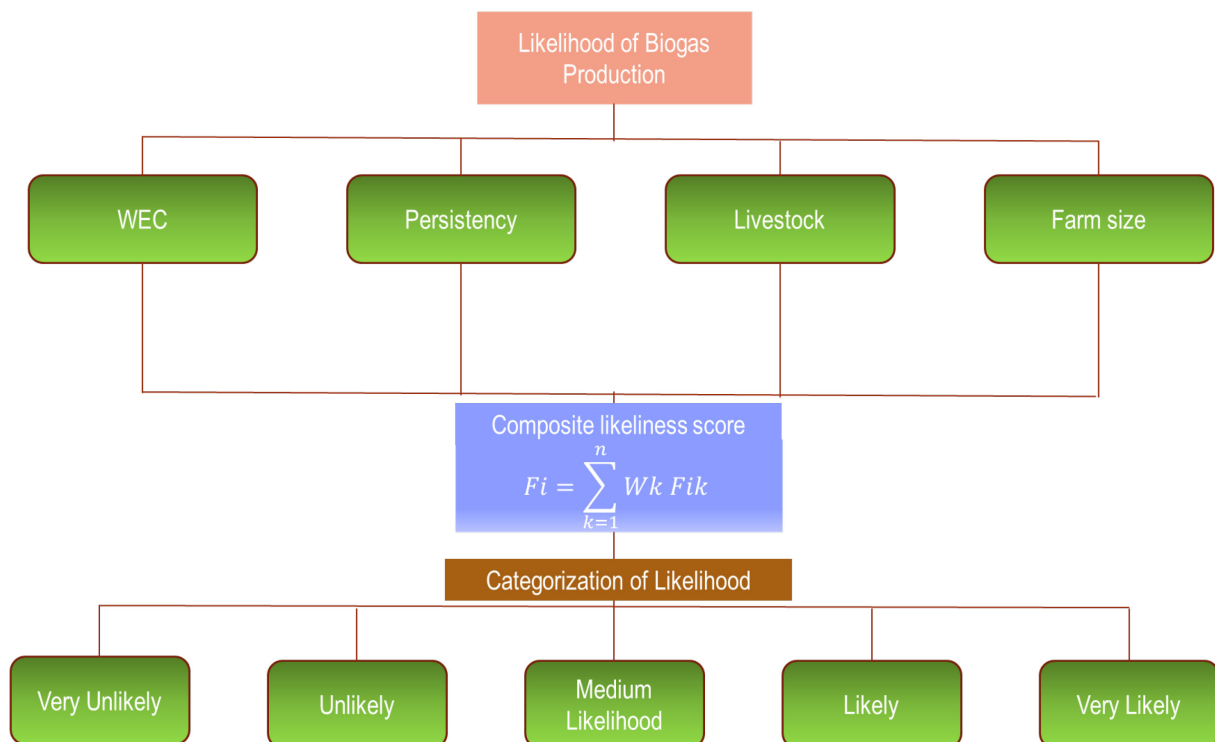 Likelihood of Biogas
Production
WEC
Persistency
Livestock
Farm size
Composite likeliness score
n
Fi = ∑ Wk Fik
k=1
Categorization of Likelihood
Very Unlikely
Unlikely
Medium
Likelihood
Likely
Very Likely